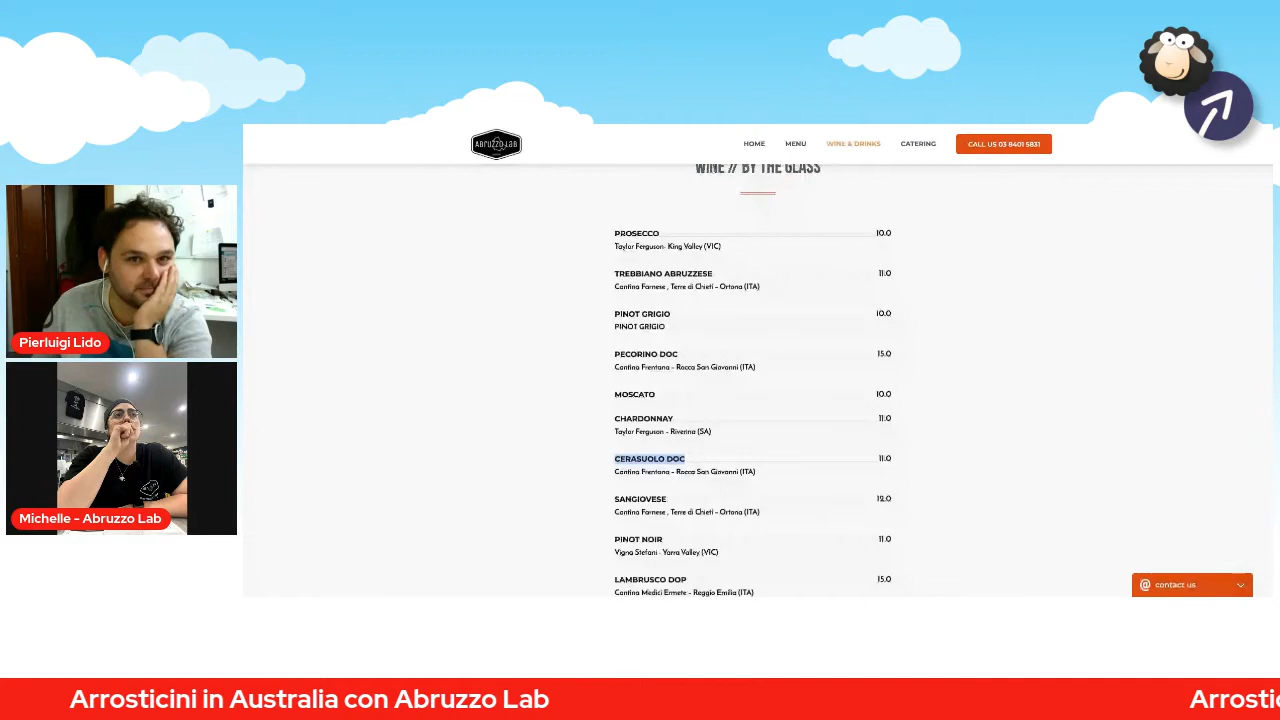 ABRUZZO LAB
HOME
MENU
WINE & DRINKS
CATERING
CALL US 03 8401 5831
WINE // BY THE GLASS
PROSECCO 10.0
Taylor Ferguson- King Valley (VIC)
TREBBIANO ABRUZZESE 11.0
Cantina Farnese , Terre di Chieti - Ortona (ITA)
PINOT GRIGIO 10.0
PINOT GRIGIO
PECORINO DOC 15.0
Cantina Frentana - Rocca San Giovanni (ITA)
MOSCATO 10.0
CHARDONNAY 11.0
Taylor Ferguson - Riverina (SA)
CERASUOLO DOC 11.0
Cantina Frentana - Rocca San Giovanni (ITA)
SANGIOVESE 12.0
Cantina Farnese , Terre di Chieti - Ortona (ITA)
PINOT NOIR 11.0
Vigna Stefani - Yarra Valley (VIC)
LAMBRUSCO DOP 15.0
Cantina Medici Ermete - Reggio Emilia (ITA)
@ contact us
Pierluigi Lido
Michelle - Abruzzo Lab
Arrosticini in Australia con Abruzzo Lab
Arrostic